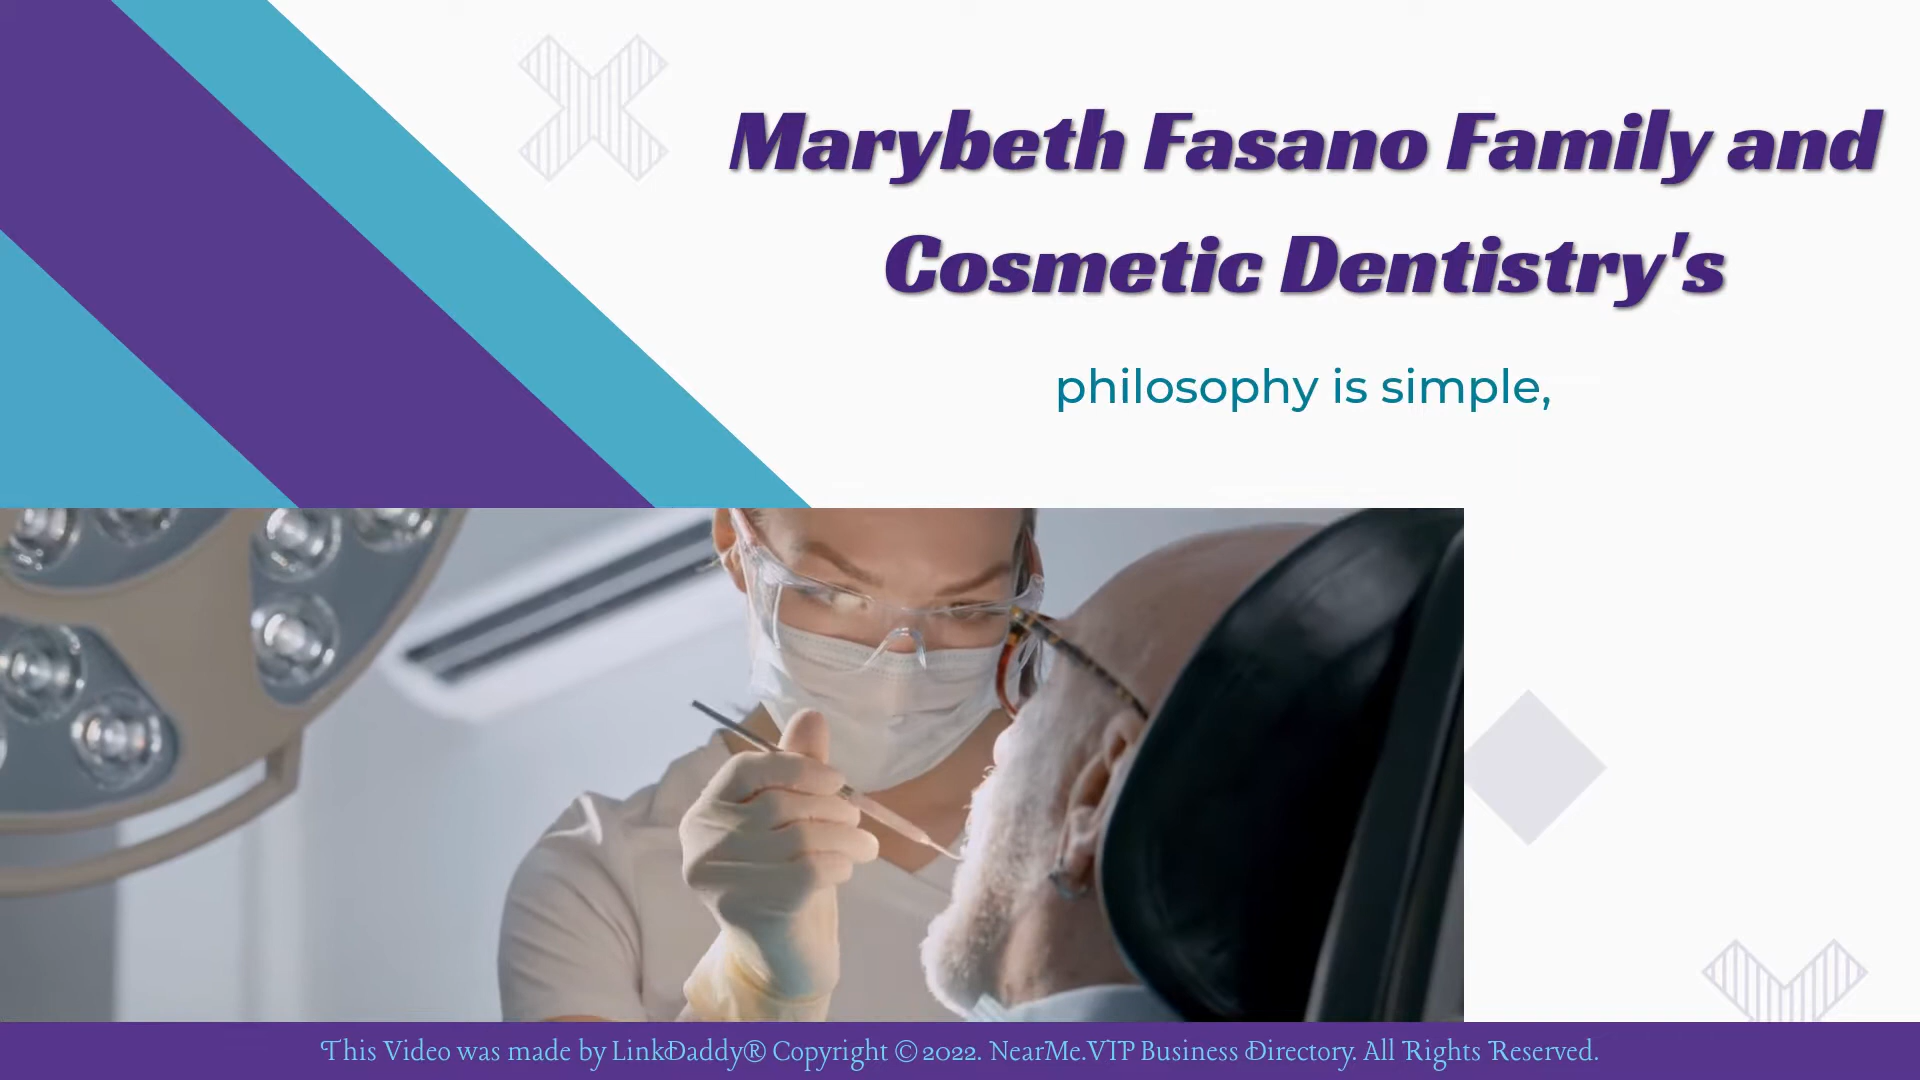 Marybeth Fasano Family and
Cosmetic Dentistry's
philosophy is simple,
This Video was made by LinkDaddy® Copyright © 2022. NearMe.VIP Business Directory. All Rights Reserved.